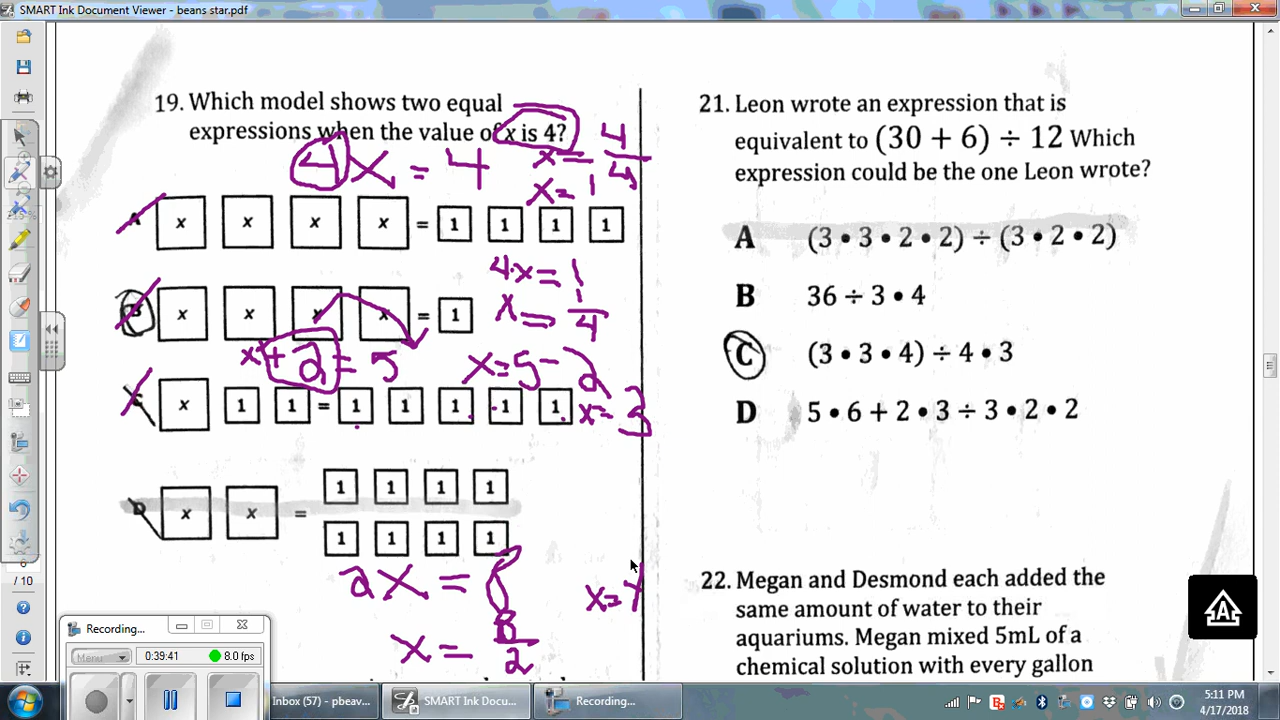 SMART Ink Document Viewer - beans star.pdf
19. Which model shows two equal
expressions when the value of x is 4?
4x = 4
x = 4/4
x = 1
A x x x x = 1 1 1 1
4·x = 1
x = 1/4
B x x x x = 1
x + 2 = 5
x = 5 - 2
x = 3
x 1 1 = 1 1 1 1 1
D x x = 1 1 1 1
1 1 1 1
2x = 8
x = 4
x = 8/2
21. Leon wrote an expression that is
equivalent to (30 + 6) ÷ 12 Which
expression could be the one Leon wrote?
A (3 • 3 • 2 • 2) ÷ (3 • 2 • 2)
B 36 ÷ 3 • 4
C (3 • 3 • 4) ÷ 4 • 3
D 5 • 6 + 2 • 3 ÷ 3 • 2 • 2
22. Megan and Desmond each added the
same amount of water to their
aquariums. Megan mixed 5mL of a
chemical solution with every gallon
/ 10
A
Recording...
Menu 0:39:41 8.0 fps
Inbox (57) - pbeav...
SMART Ink Docum...
Recording...
5:11 PM
4/17/2018